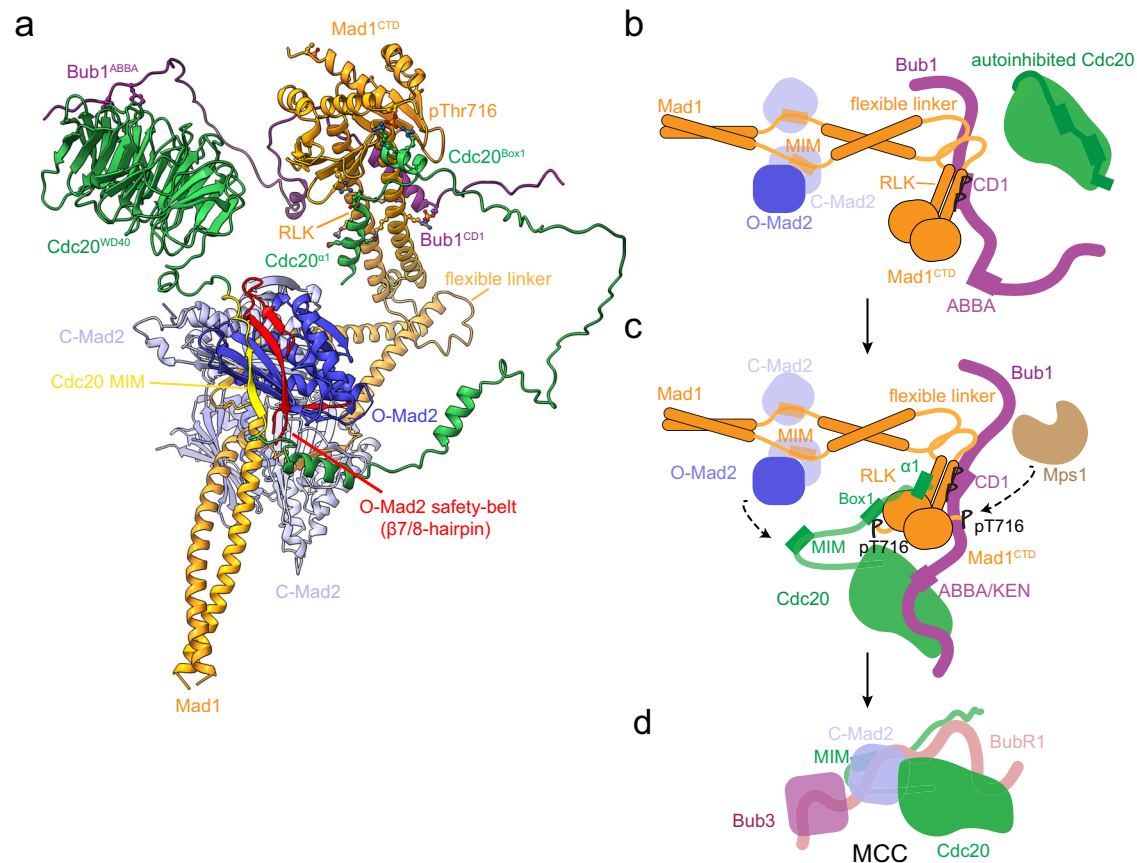 a
Mad1CTD
Bub1ABBA
pThr716
Cdc20Box1
RLK
Bub1CD1
Cdc20WD40
Cdc20α1
flexible linker
C-Mad2
Cdc20 MIM
O-Mad2
O-Mad2 safety-belt
(β7/8-hairpin)
C-Mad2
Mad1
b
autoinhibited Cdc20
Bub1
Mad1
flexible linker
MIM
RLK
CD1
P
P
C-Mad2
O-Mad2
Mad1CTD
ABBA
c
C-Mad2
Bub1
Mad1
flexible linker
MIM
Mps1
O-Mad2
RLK
α1
P
P
CD1
Box1
P
P
pT716
pT716
MIM
Mad1CTD
Cdc20
ABBA/KEN
d
C-Mad2
BubR1
MIM
Bub3
Cdc20
MCC